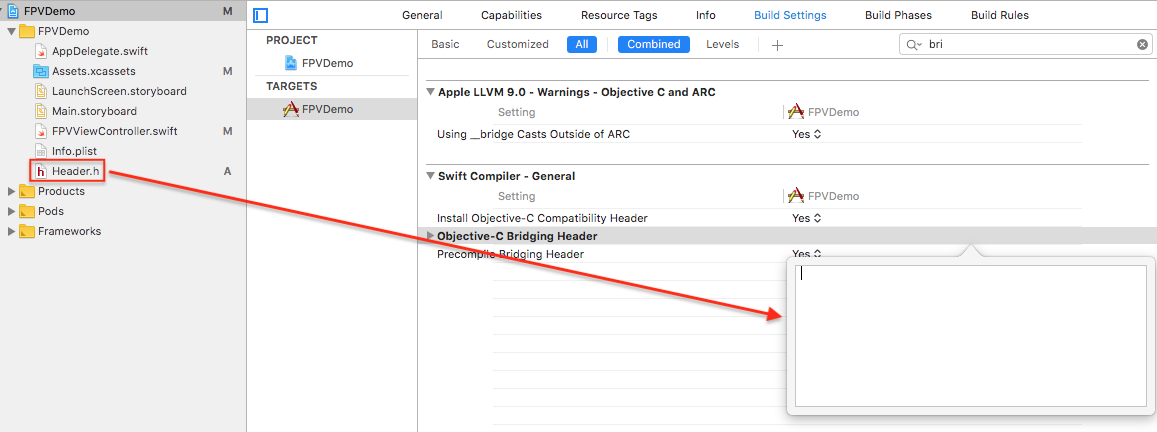 FPVDemo M
General Capabilities Resource Tags Info Build Settings Build Phases Build Rules
FPVDemo
AppDelegate.swift
Assets.xcassets M
LaunchScreen.storyboard
Main.storyboard
FPVViewController.swift M
Info.plist
h Header.h A
Products
Pods
Frameworks
PROJECT
FPVDemo
TARGETS
FPVDemo
Basic Customized All Combined Levels + bri
Apple LLVM 9.0 - Warnings - Objective C and ARC
Setting FPVDemo
Using __bridge Casts Outside of ARC Yes
Swift Compiler - General
Setting FPVDemo
Install Objective-C Compatibility Header Yes
Objective-C Bridging Header
Precompile Bridging Header Yes